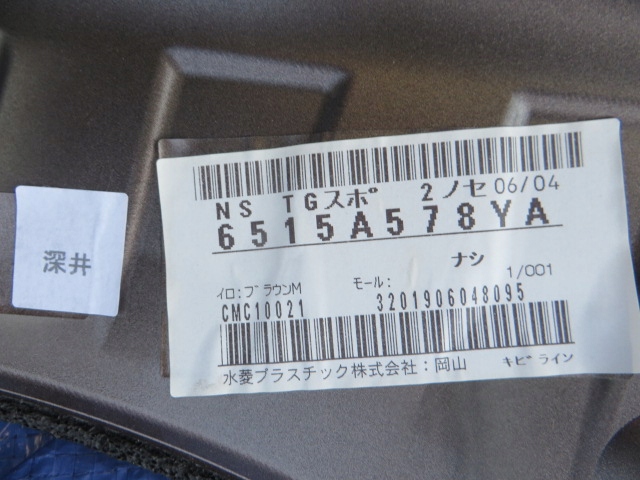 深井
NS TGスポ 2ノセ 06/04
6515A578YA
ナシ
イロ:ブラウンM モール: 1/001
CMC10021 3201906048095
水菱プラスチック株式会社:岡山 キビライン